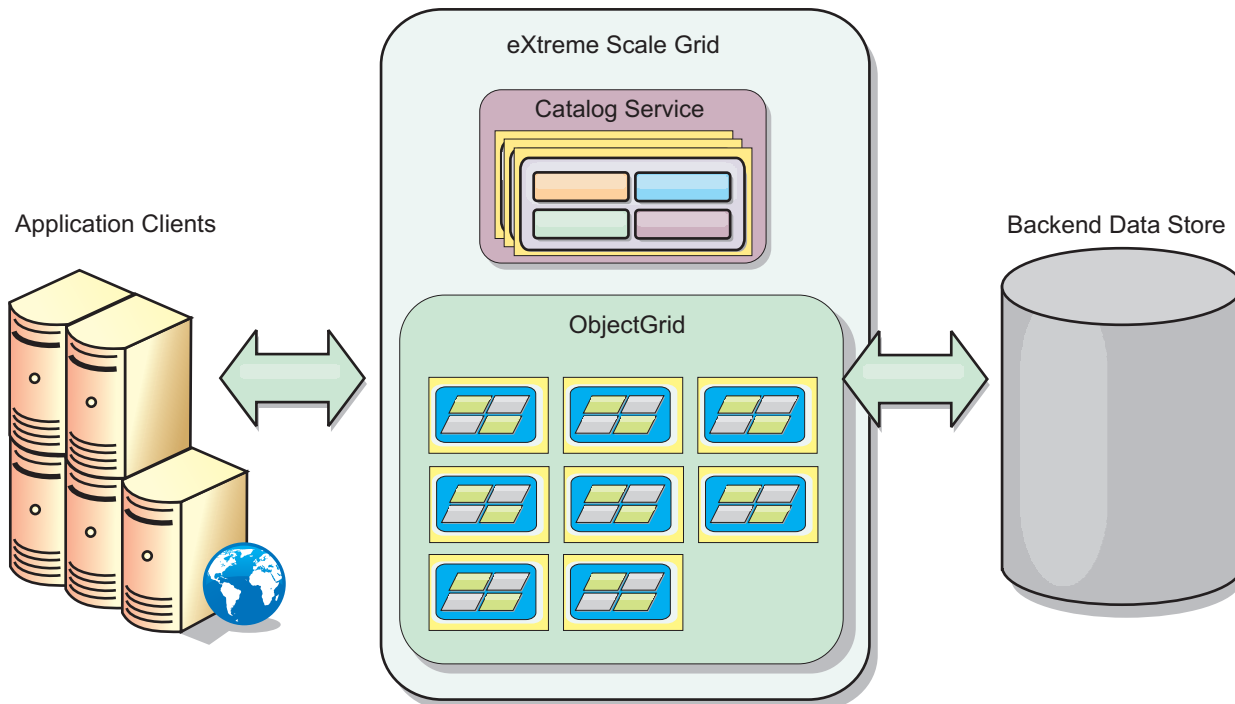 eXtreme Scale Grid
Catalog Service
Application Clients
Backend Data Store
ObjectGrid